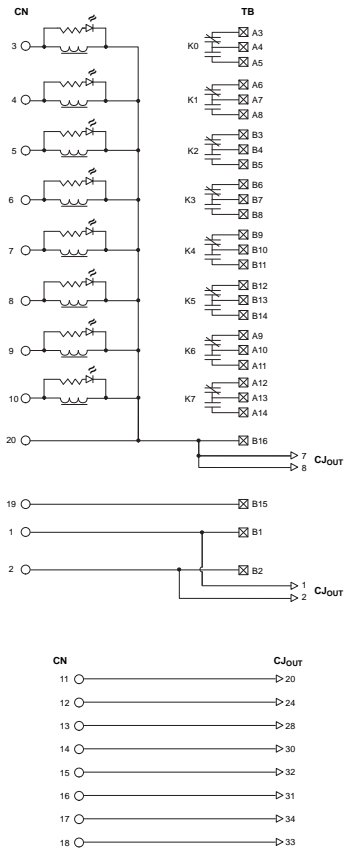 CN TB
3 K0 A3
A4
A5
4 K1 A6
A7
A8
5 K2 B3
B4
B5
6 K3 B6
B7
B8
7 K4 B9
B10
B11
8 K5 B12
B13
B14
9 K6 A9
A10
A11
10 K7 A12
A13
A14
20 B16
7
8
CJOUT
19 B15
1 B1
2 B2
1
2
CJOUT
CN CJOUT
11 20
12 24
13 28
14 30
15 32
16 31
17 34
18 33